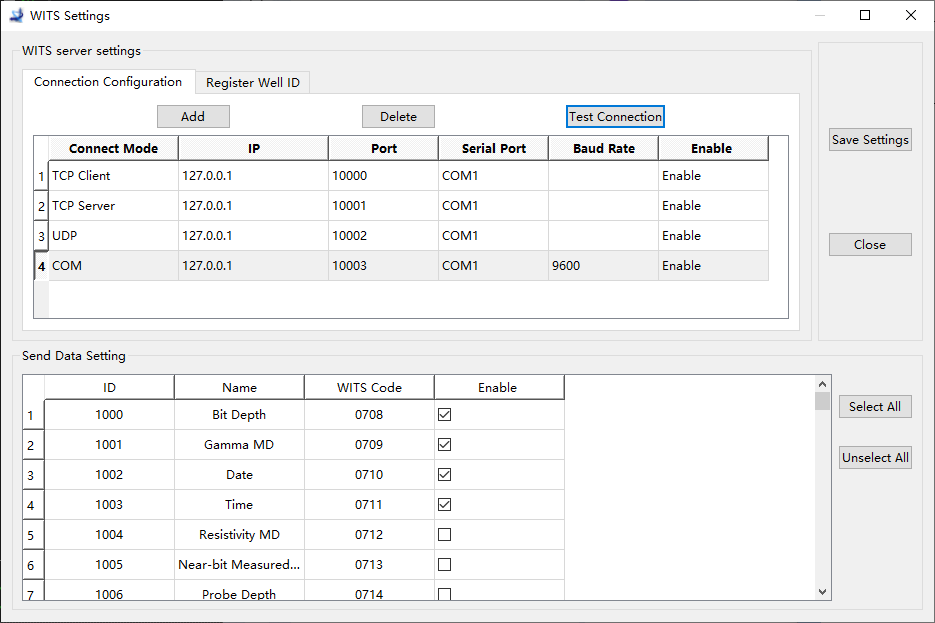 WITS Settings
WITS server settings
Connection Configuration Register Well ID
Add Delete Test Connection
Connect Mode IP Port Serial Port Baud Rate Enable
1 TCP Client 127.0.0.1 10000 COM1 Enable
2 TCP Server 127.0.0.1 10001 COM1 Enable
3 UDP 127.0.0.1 10002 COM1 Enable
4 COM 127.0.0.1 10003 COM1 9600 Enable
Save Settings
Close
Send Data Setting
ID Name WITS Code Enable
1 1000 Bit Depth 0708
2 1001 Gamma MD 0709
3 1002 Date 0710
4 1003 Time 0711
5 1004 Resistivity MD 0712
6 1005 Near-bit Measured... 0713
7 1006 Probe Depth 0714
Select All
Unselect All